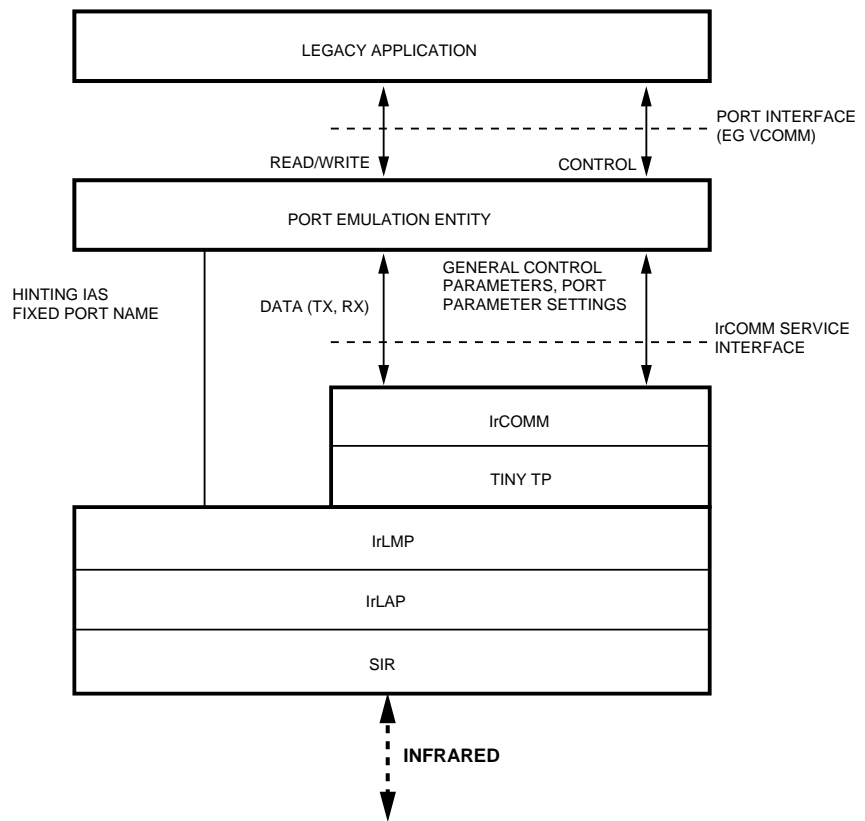 LEGACY APPLICATION
PORT INTERFACE
(EG VCOMM)
READ/WRITE
CONTROL
PORT EMULATION ENTITY
HINTING IAS
FIXED PORT NAME
DATA (TX, RX)
GENERAL CONTROL
PARAMETERS, PORT
PARAMETER SETTINGS
IrCOMM SERVICE
INTERFACE
IrCOMM
TINY TP
IrLMP
IrLAP
SIR
INFRARED